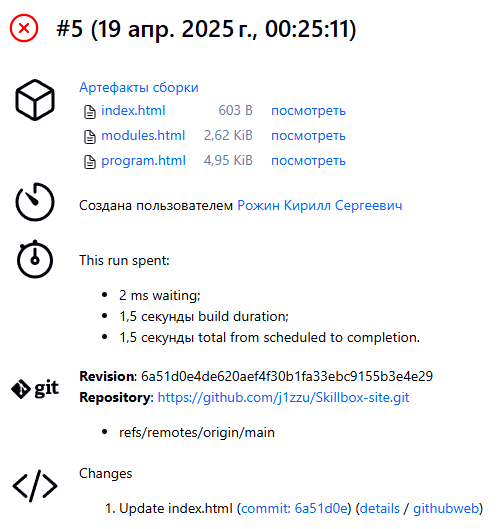 #5 (19 апр. 2025 г., 00:25:11)
Артефакты сборки
index.html 603 B посмотреть
modules.html 2,62 KiB посмотреть
program.html 4,95 KiB посмотреть
Создана пользователем Рожин Кирилл Сергеевич
This run spent:
• 2 ms waiting;
• 1,5 секунды build duration;
• 1,5 секунды total from scheduled to completion.
git
Revision: 6a51d0e4de620aef4f30b1fa33ebc9155b3e4e29
Repository: https://github.com/j1zzu/Skillbox-site.git
• refs/remotes/origin/main
Changes
1. Update index.html (commit: 6a51d0e) (details / githubweb)